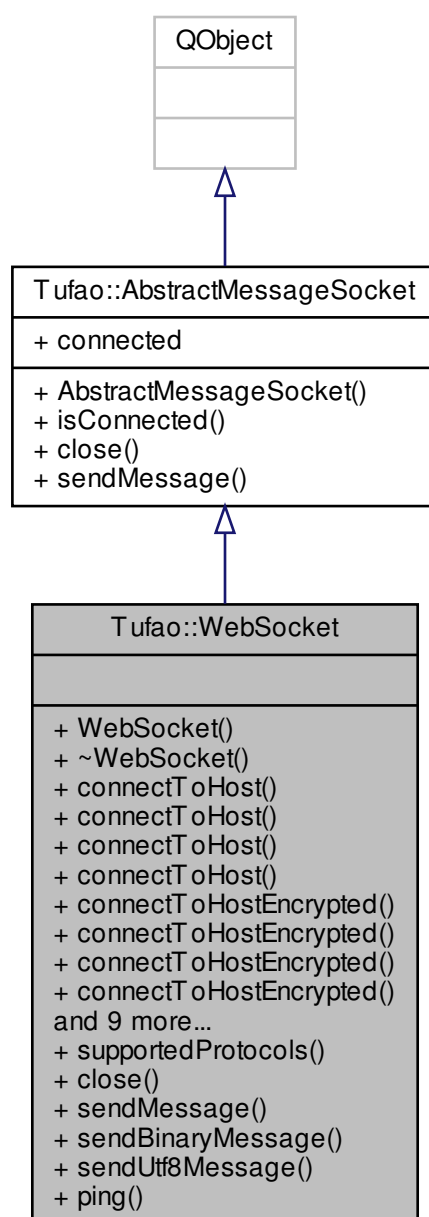 QObject
Tufao::AbstractMessageSocket
+ connected
+ AbstractMessageSocket()
+ isConnected()
+ close()
+ sendMessage()
Tufao::WebSocket
+ WebSocket()
+ ~WebSocket()
+ connectToHost()
+ connectToHost()
+ connectToHost()
+ connectToHost()
+ connectToHostEncrypted()
+ connectToHostEncrypted()
+ connectToHostEncrypted()
+ connectToHostEncrypted()
and 9 more...
+ supportedProtocols()
+ close()
+ sendMessage()
+ sendBinaryMessage()
+ sendUtf8Message()
+ ping()